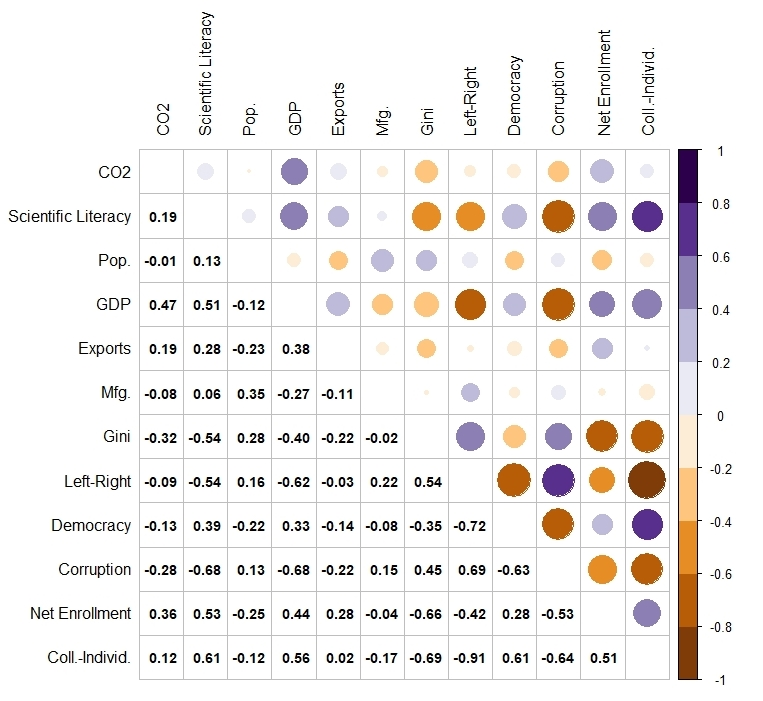 CO2 Scientific Literacy Pop. GDP Exports Mfg. Gini Left-Right Democracy Corruption Net Enrollment Coll.-Individ.
1
CO2
0.8
Scientific Literacy 0.19
0.6
Pop. -0.01 0.13
GDP 0.47 0.51 -0.12
0.4
Exports 0.19 0.28 -0.23 0.38
0.2
Mfg. -0.08 0.06 0.35 -0.27 -0.11
0
Gini -0.32 -0.54 0.28 -0.40 -0.22 -0.02
-0.2
Left-Right -0.09 -0.54 0.16 -0.62 -0.03 0.22 0.54
Democracy -0.13 0.39 -0.22 0.33 -0.14 -0.08 -0.35 -0.72
-0.4
Corruption -0.28 -0.68 0.13 -0.68 -0.22 0.15 0.45 0.69 -0.63
-0.6
Net Enrollment 0.36 0.53 -0.25 0.44 0.28 -0.04 -0.66 -0.42 0.28 -0.53
-0.8
Coll.-Individ. 0.12 0.61 -0.12 0.56 0.02 -0.17 -0.69 -0.91 0.61 -0.64 0.51
-1